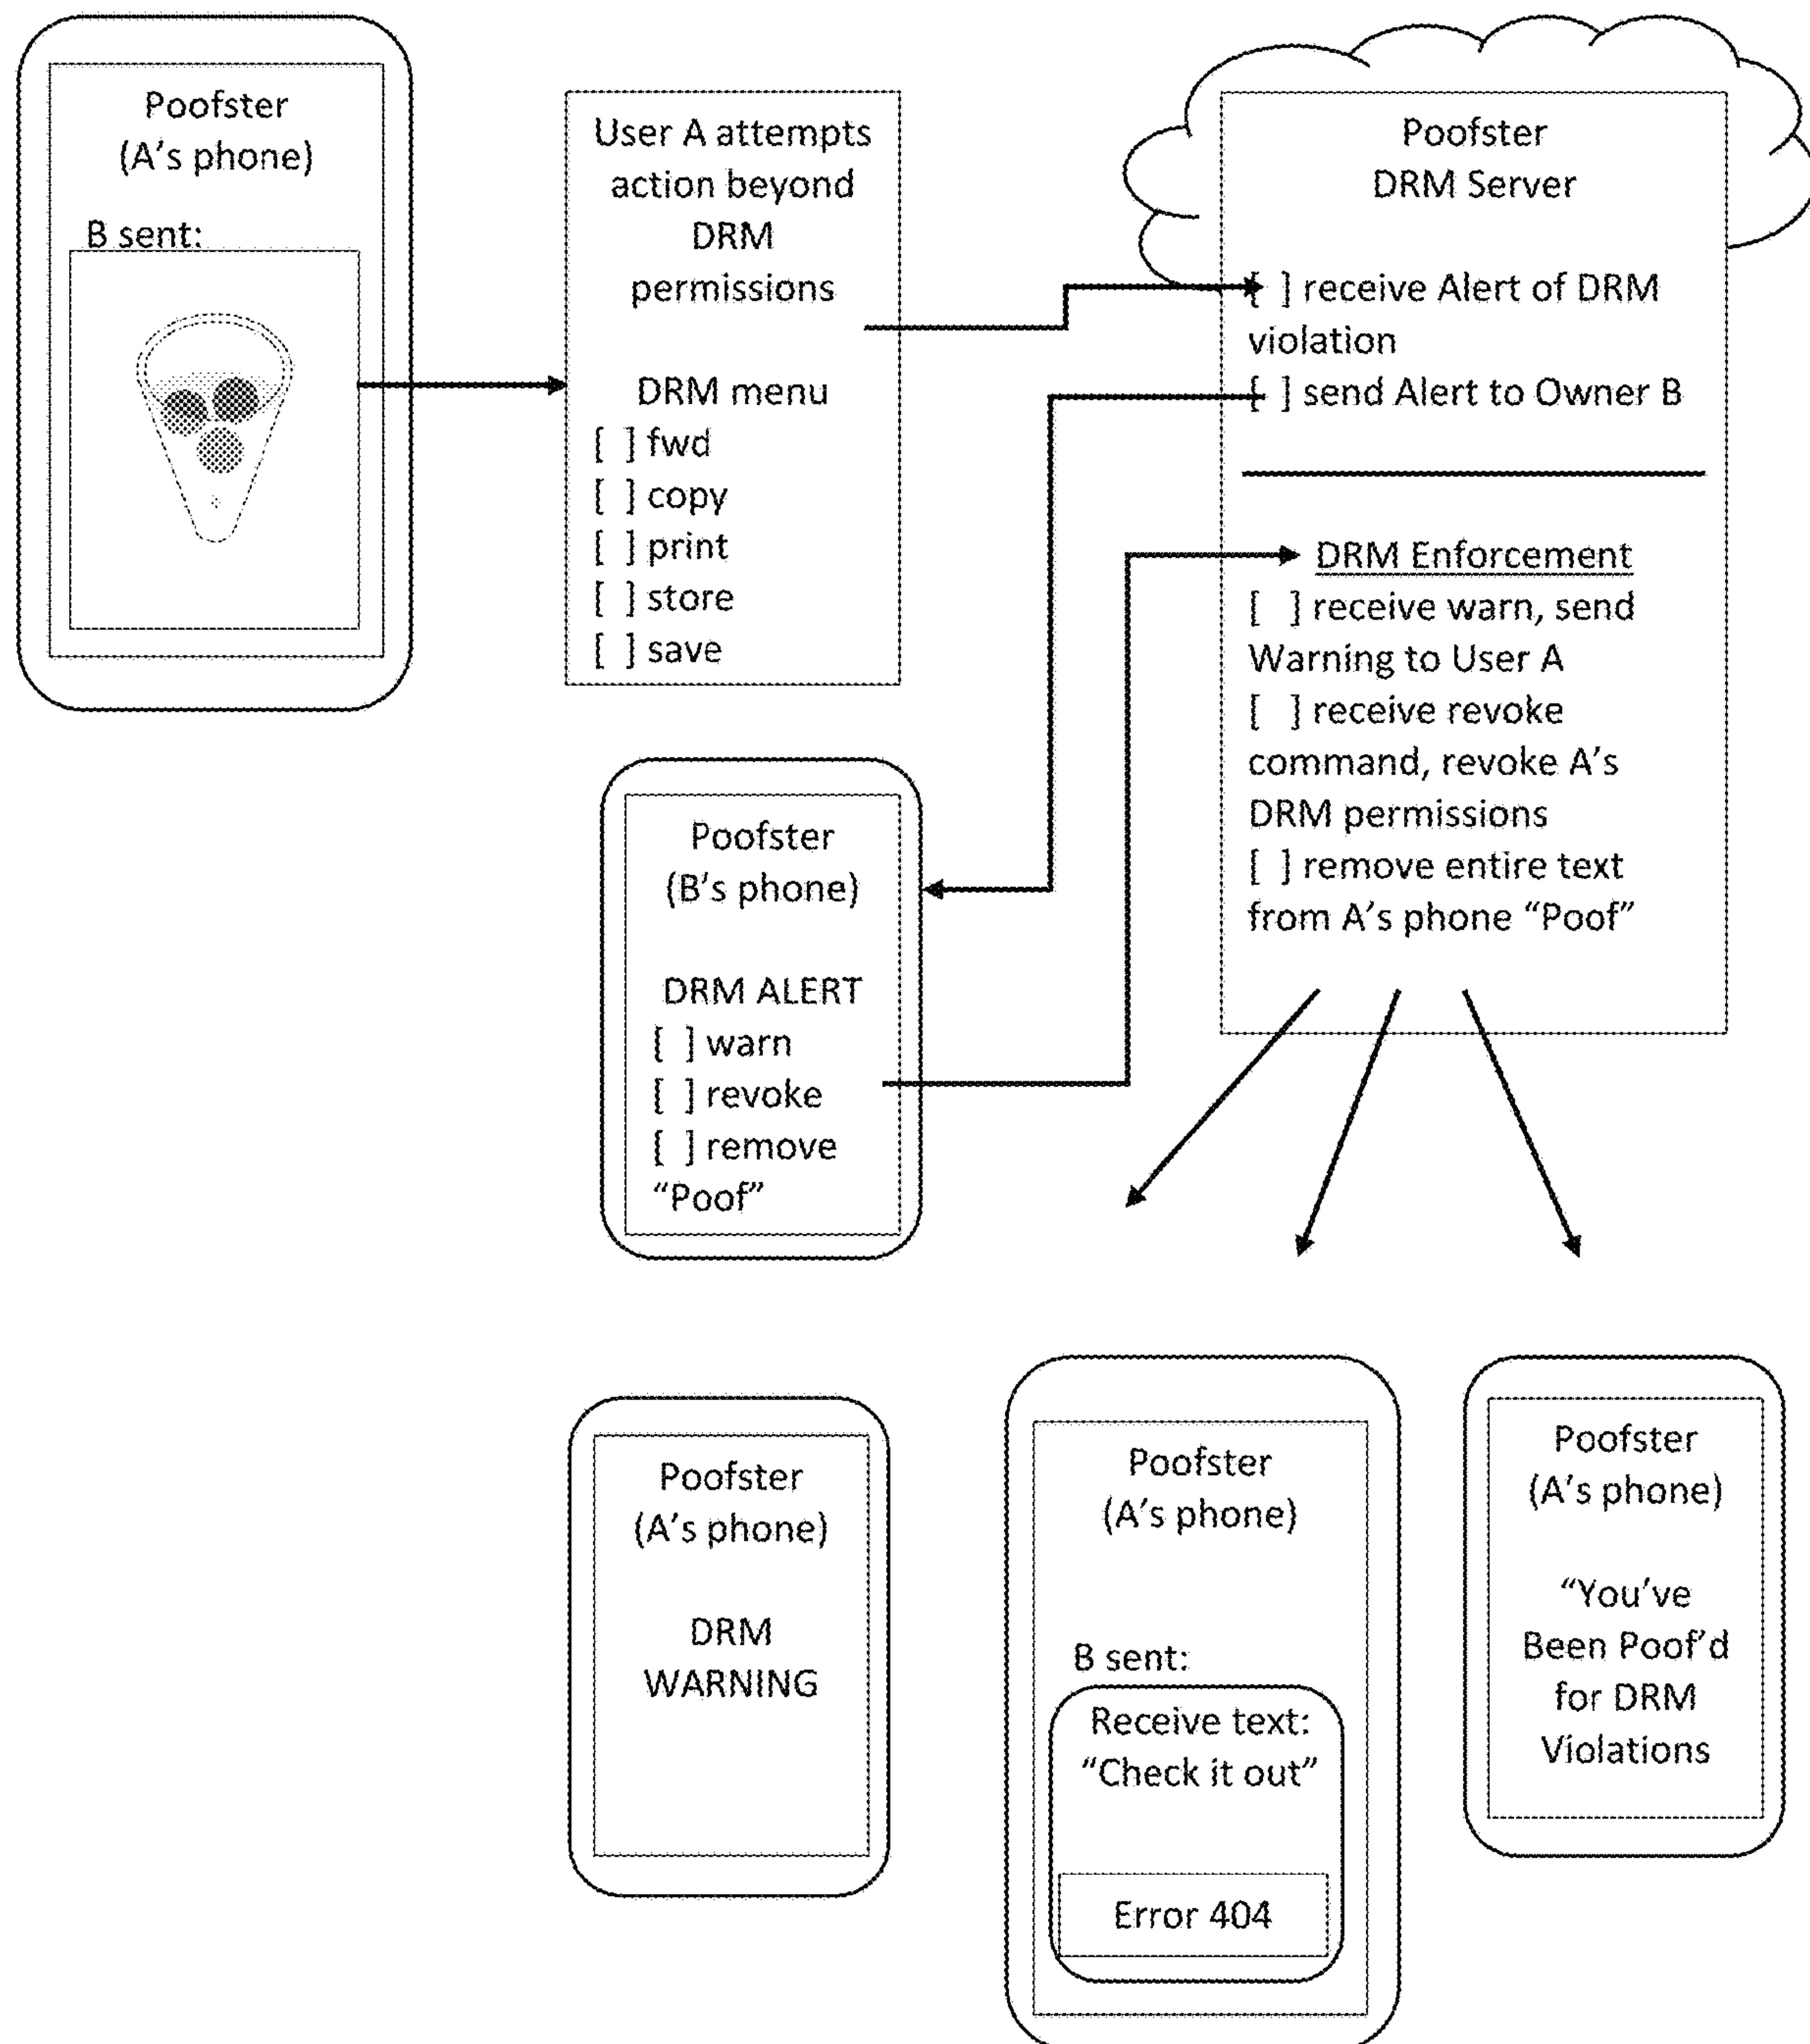 Poofster
(A's phone)
B sent:
User A attempts
action beyond
DRM
permissions
DRM menu
[ ] fwd
[ ] copy
[ ] print
[ ] store
[ ] save
Poofster
DRM Server
[ ] receive Alert of DRM
violation
[ ] send Alert to Owner B
DRM Enforcement
[ ] receive warn, send
Warning to User A
[ ] receive revoke
command, revoke A's
DRM permissions
[ ] remove entire text
from A's phone “Poof”
Poofster
(B's phone)
DRM ALERT
[ ] warn
[ ] revoke
[ ] remove
“Poof”
Poofster
(A's phone)
DRM
WARNING
Poofster
(A's phone)
B sent:
Receive text:
“Check it out”
Error 404
Poofster
(A's phone)
“You've
Been Poof'd
for DRM
Violations